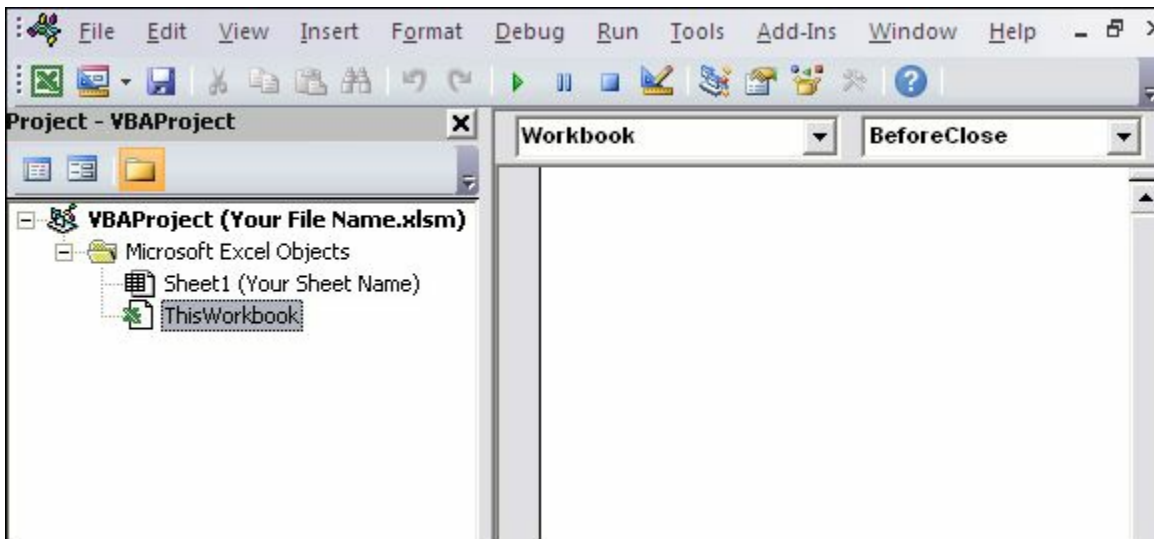 File Edit View Insert Format Debug Run Tools Add-Ins Window Help
Project - VBAProject
Workbook BeforeClose
VBAProject (Your File Name.xlsm)
Microsoft Excel Objects
Sheet1 (Your Sheet Name)
ThisWorkbook